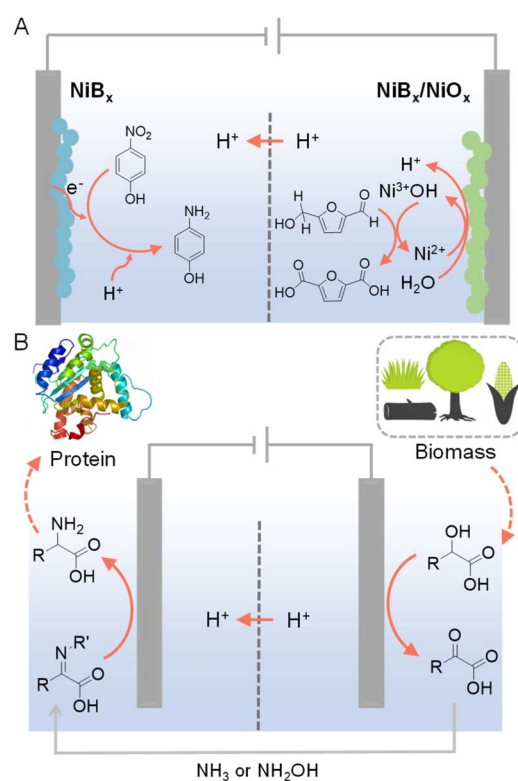 A
NiBₓ
NiBₓ/NiOₓ
NO₂
OH
e⁻
H⁺
NH₂
OH
H⁺
H⁺
H
HO
H
O
O
H
Ni³⁺OH
H⁺
Ni²⁺
H₂O
O
HO
O
O
OH
B
Protein
Biomass
NH₂
R
O
OH
N
R'
R
O
OH
H⁺
H⁺
OH
R
O
OH
O
R
O
OH
NH₃ or NH₂OH